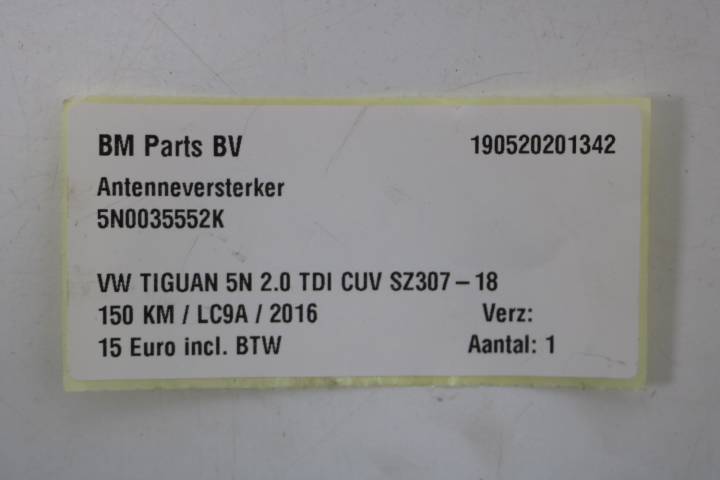 BM Parts BV 190520201342
Antenneversterker
5N0035552K
VW TIGUAN 5N 2.0 TDI CUV SZ307-18
150 KM / LC9A / 2016 Verz:
15 Euro incl. BTW Aantal: 1